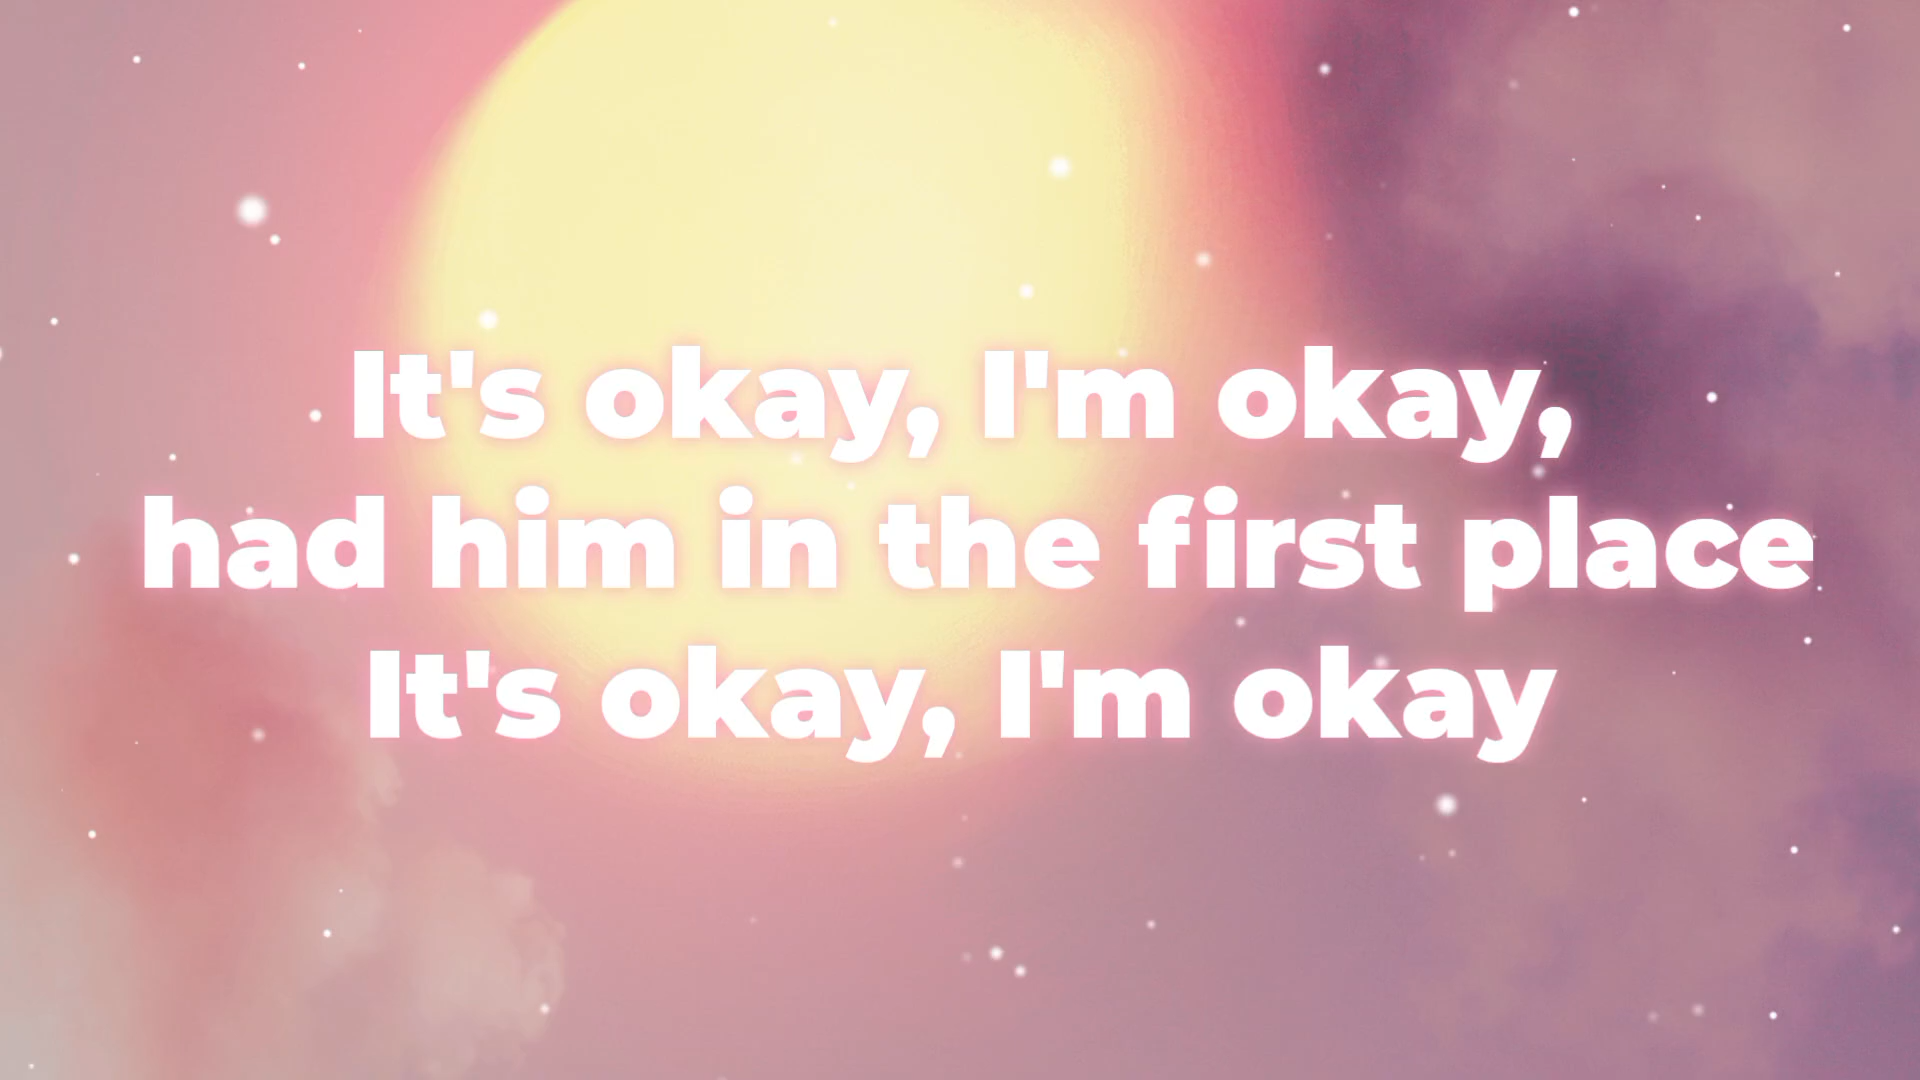 It's okay, I'm okay,
had him in the first place
It's okay, I'm okay